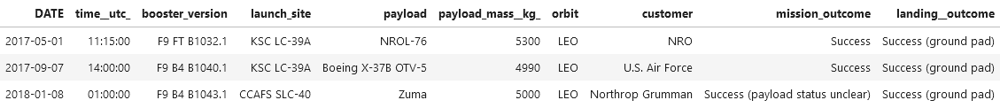 DATE time__utc_ booster_version launch_site payload payload_mass__kg_ orbit customer mission_outcome landing__outcome
2017-05-01 11:15:00 F9 FT B1032.1 KSC LC-39A NROL-76 5300 LEO NRO Success Success (ground pad)
2017-09-07 14:00:00 F9 B4 B1040.1 KSC LC-39A Boeing X-37B OTV-5 4990 LEO U.S. Air Force Success Success (ground pad)
2018-01-08 01:00:00 F9 B4 B1043.1 CCAFS SLC-40 Zuma 5000 LEO Northrop Grumman Success (payload status unclear) Success (ground pad)